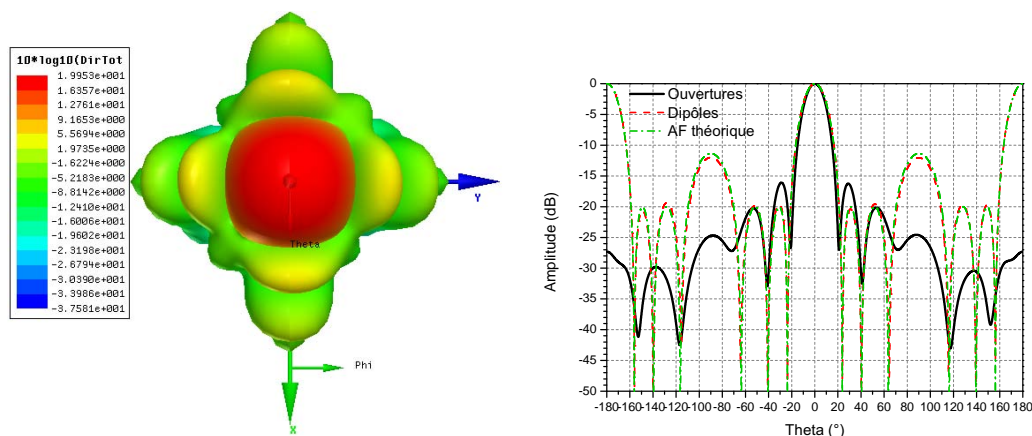 10*log10(DirTot
1.9953e+001
1.6357e+001
1.2761e+001
9.1653e+000
5.5694e+000
1.9735e+000
-1.6224e+000
-5.2183e+000
-8.8142e+000
-1.2410e+001
-1.6006e+001
-1.9602e+001
-2.3198e+001
-2.6794e+001
-3.0390e+001
-3.3986e+001
-3.7581e+001
Theta
Y
Phi
X
Ouvertures
Dipôles
AF théorique
Amplitude (dB)
0
-5
-10
-15
-20
-25
-30
-35
-40
-45
-50
-180 -160 -140 -120 -100 -80 -60 -40 -20 0 20 40 60 80 100 120 140 160 180
Theta (°)